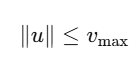 ‖u‖ ≤ v_max